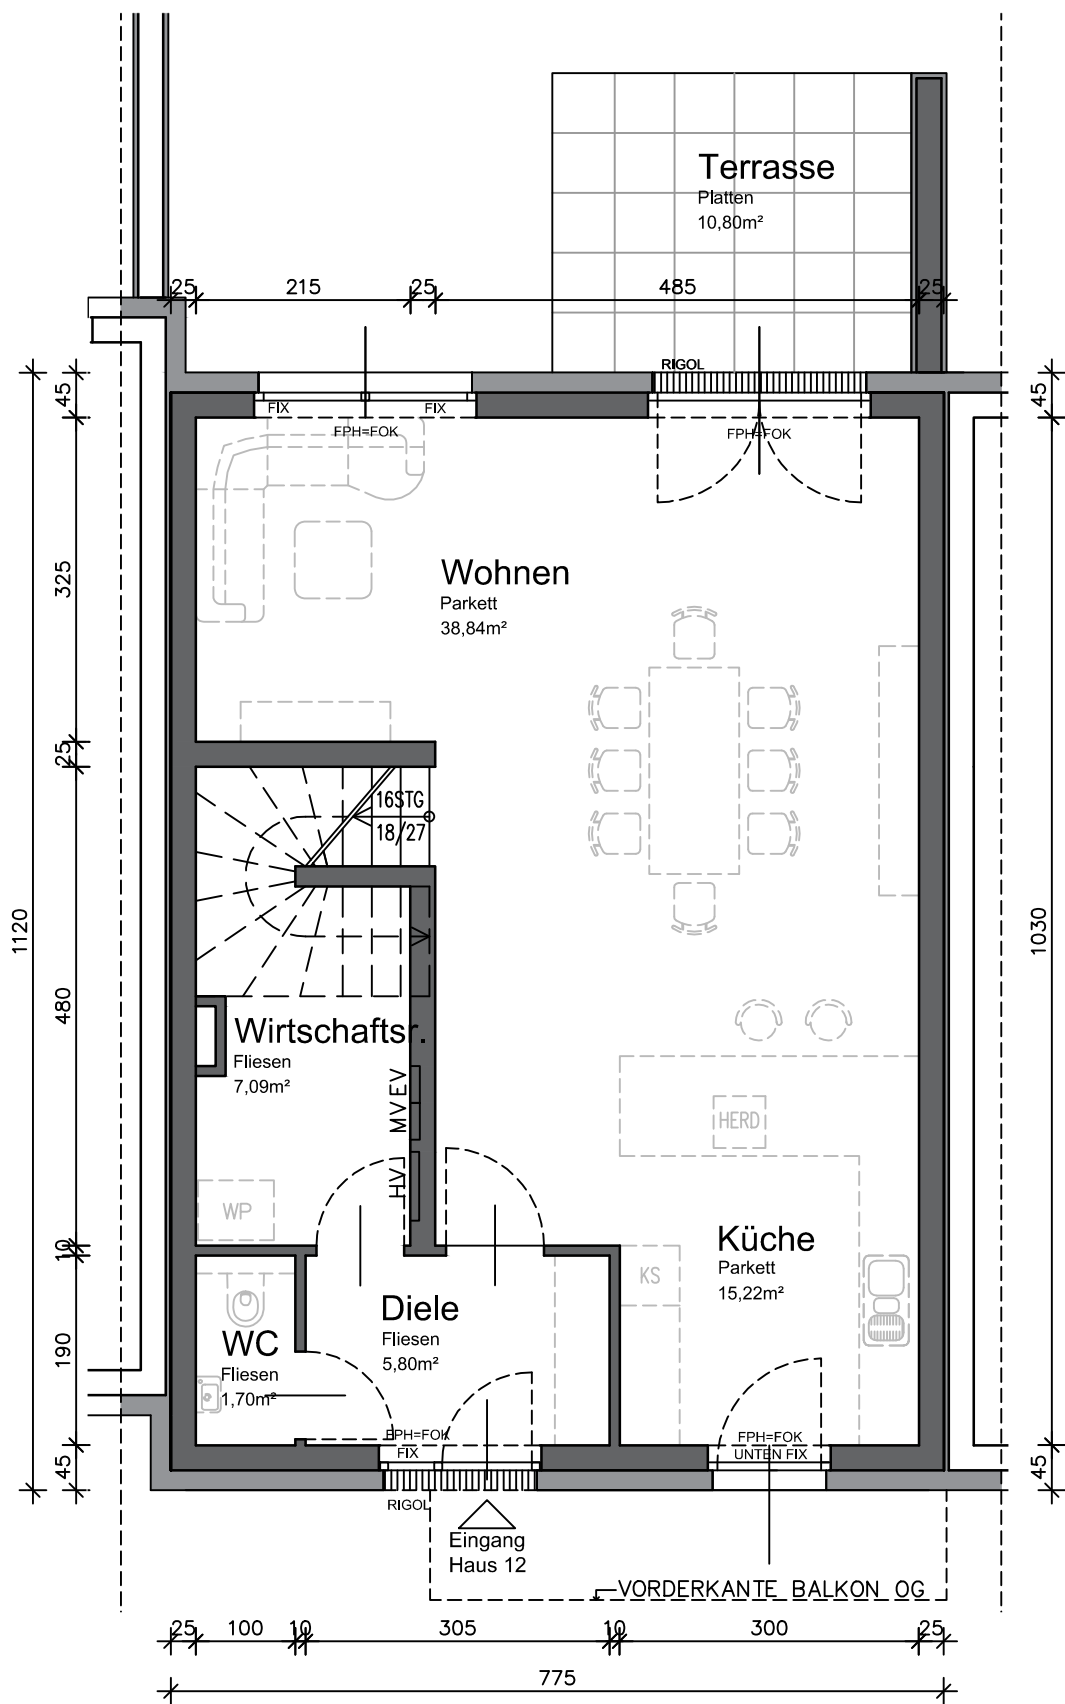 Terrasse
Platten
10,80m²
25 215 25 485 25
RIGOL
FIX FIX
FPH=FOK FPH=FOK
45
45
Wohnen
Parkett
38,84m²
325
25
16STG
18/27
1120
1030
480
Wirtschaftsr.
Fliesen
7,09m²
EV
MV
HV
HERD
WP
10
Küche
Parkett
15,22m²
KS
Diele
Fliesen
5,80m²
WC
Fliesen
1,70m²
190
FPH=FOK
FIX
FPH=FOK
UNTEN FIX
45
45
RIGOL
Eingang
Haus 12
VORDERKANTE BALKON OG
25 100 10 305 10 300 25
775